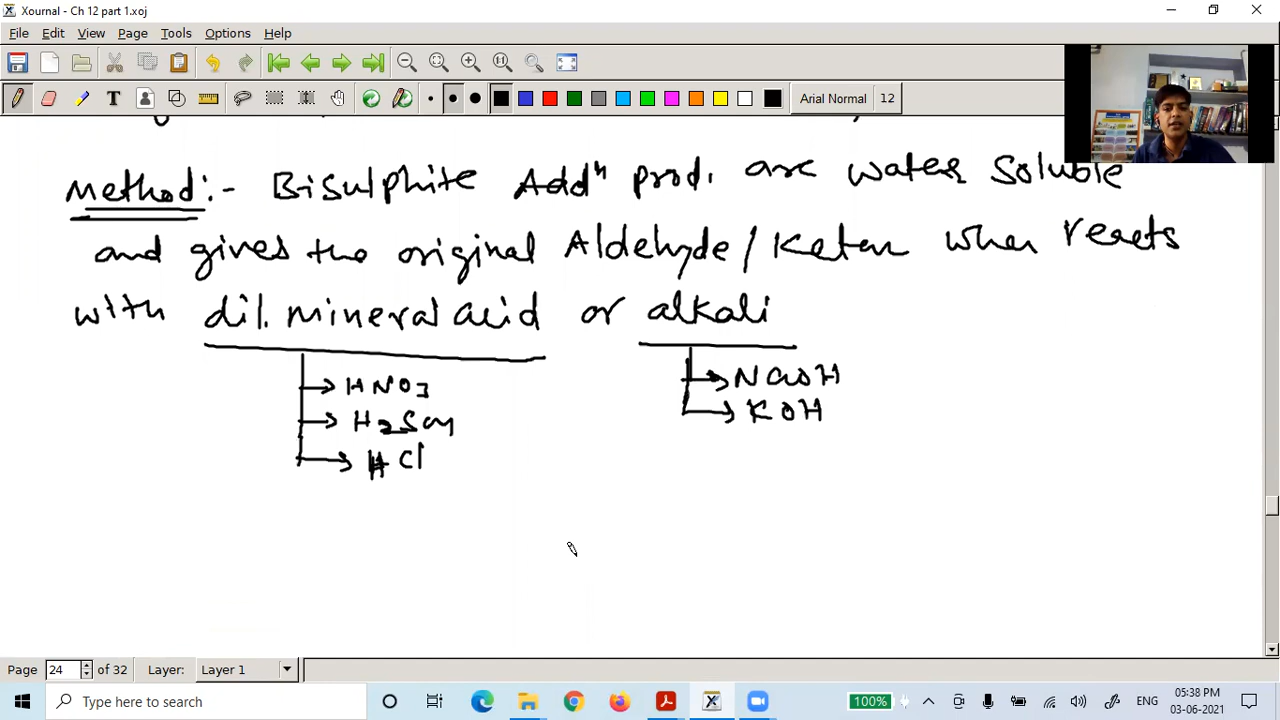 Xournal - Ch 12 part 1.xoj
File Edit View Page Tools Options Help
Arial Normal 12
Method:- Bisulphite Addⁿ prod. are water soluble
and gives the original Aldehyde/Keton when reacts
with dil. mineral acid or alkali
HNO3
NaOH
H2SO4
KOH
HCl
Page 24 of 32 Layer: Layer 1
Type here to search
100%
ENG
05:38 PM
03-06-2021